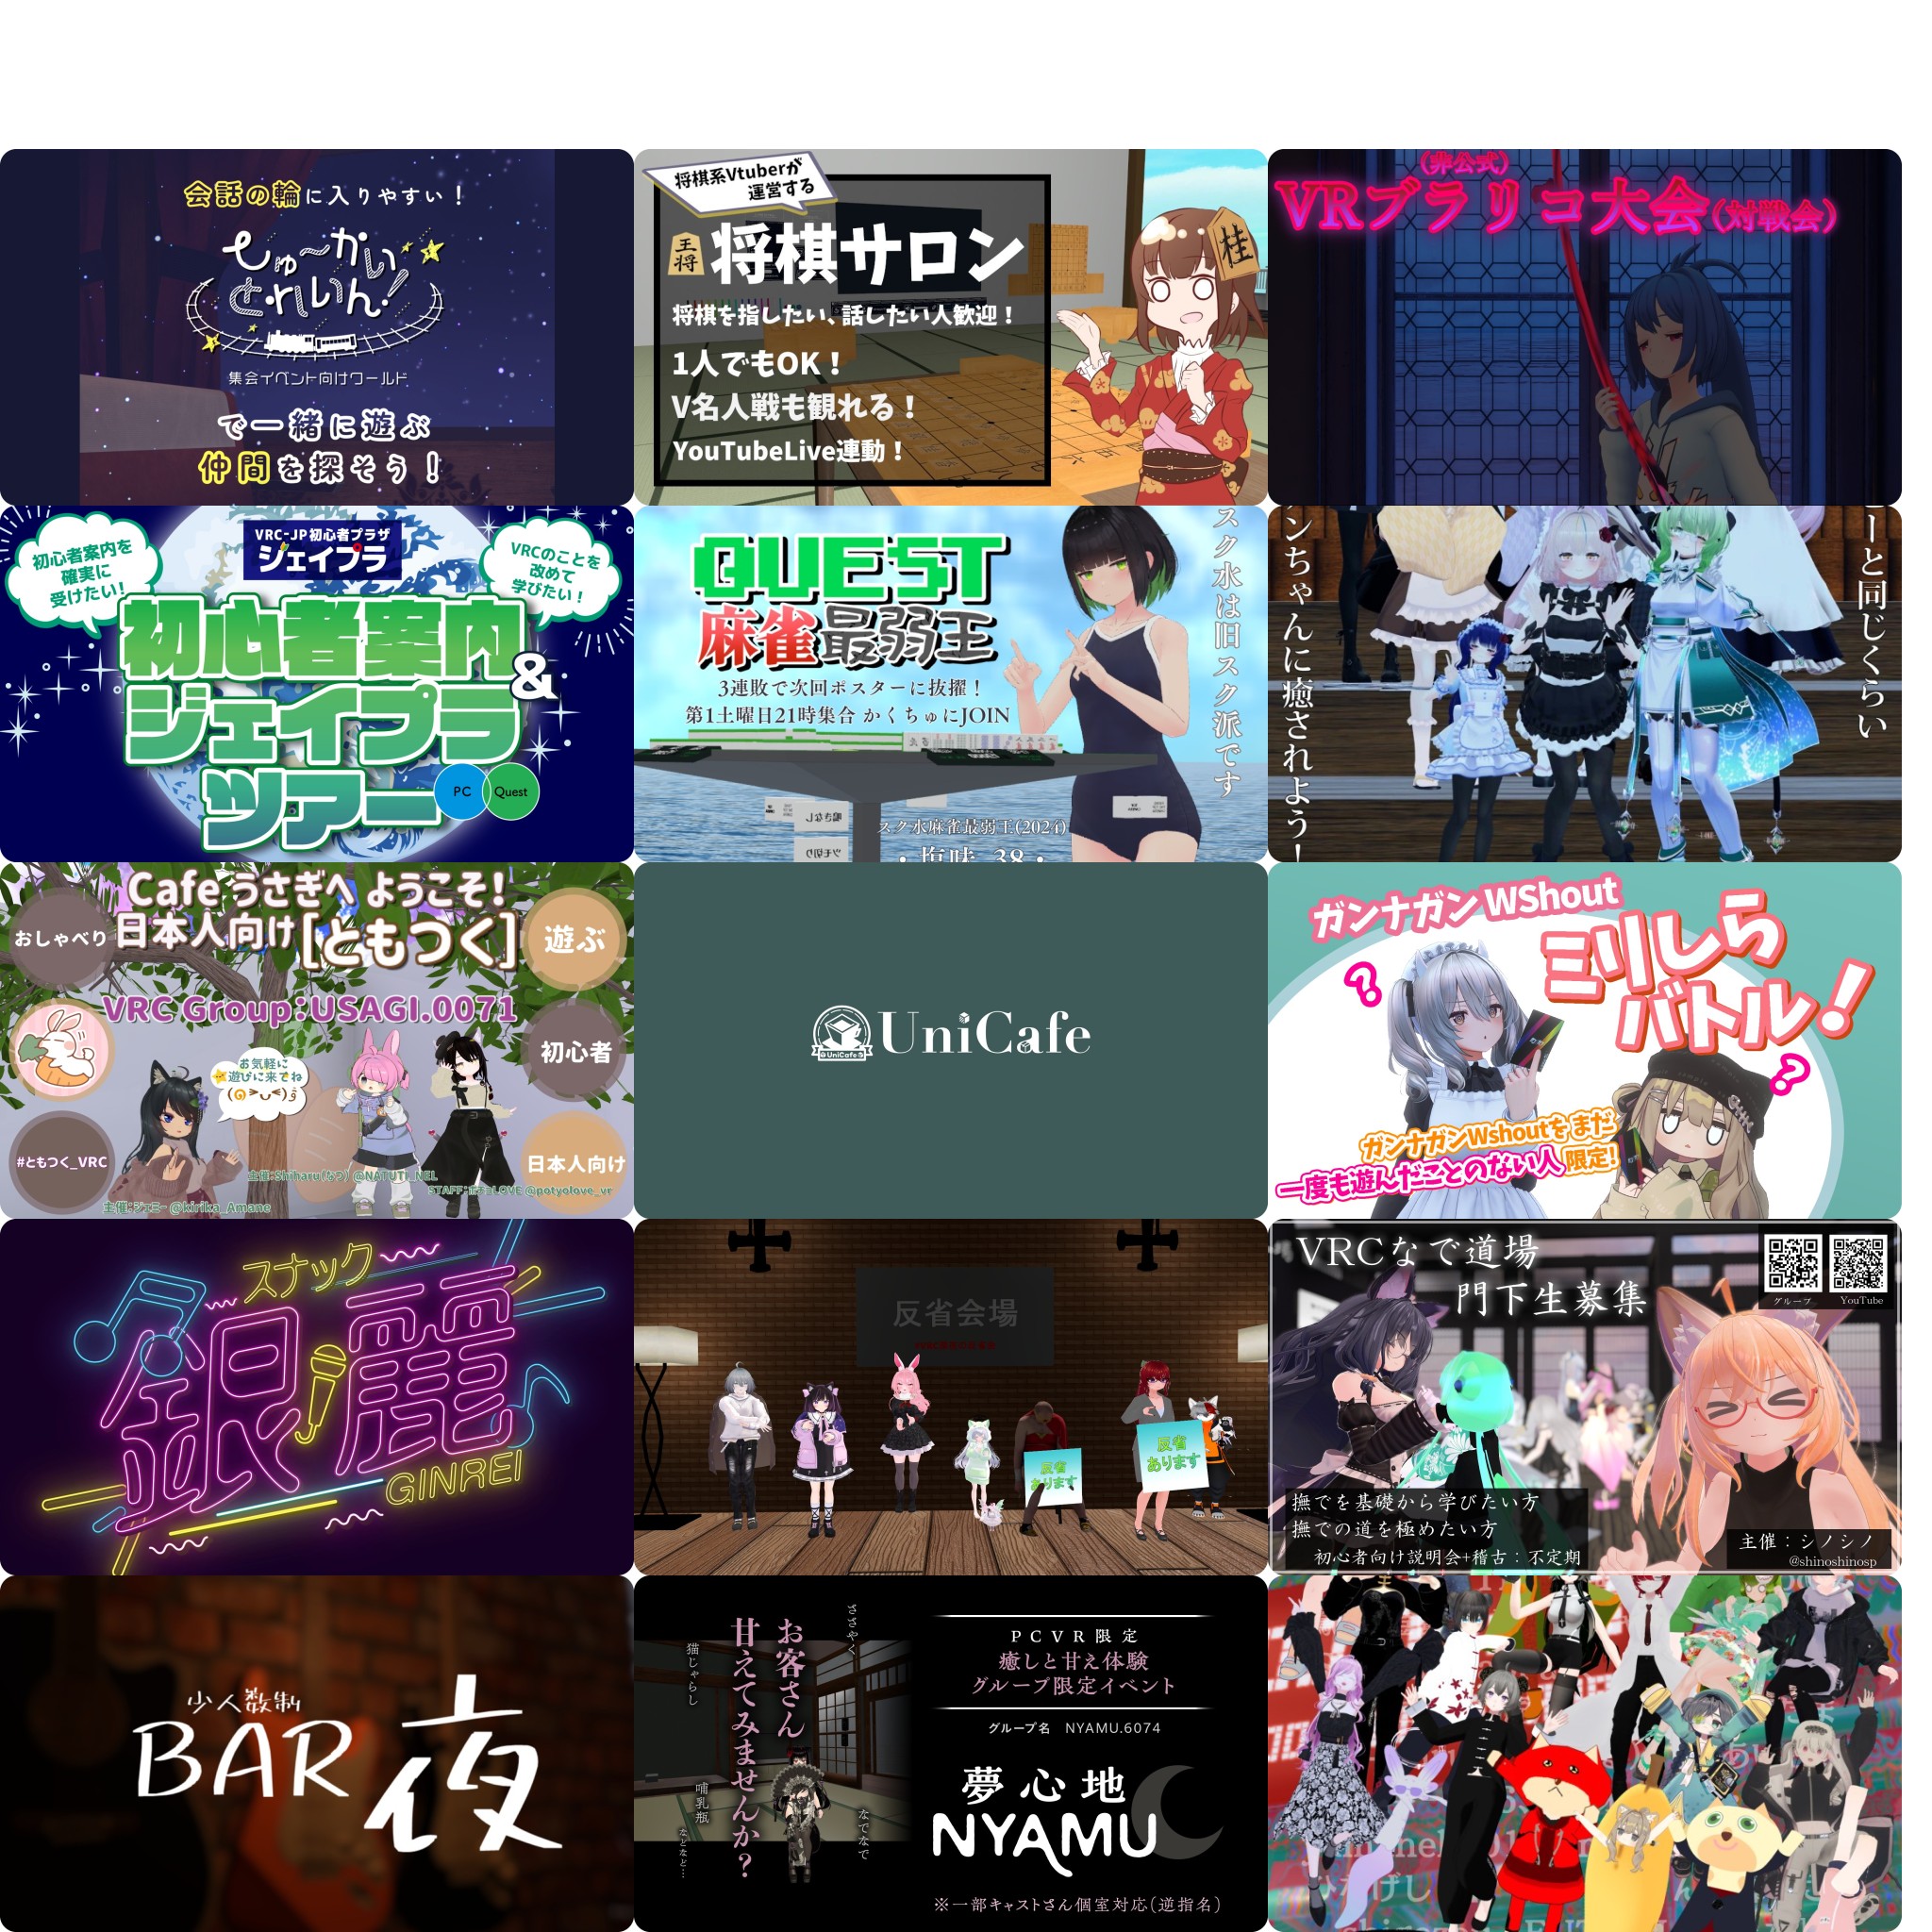 会話の輪に入りやすい！
ちゅ〜かい
とれいん！
集会イベント向けワールド
で一緒に遊ぶ
仲間を探そう！
将棋系Vtuberが
運営する
王将
将棋サロン
桂
将棋を指したい、話したい人歓迎！
1人でもOK！
V名人戦も観れる！
YouTubeLive連動！
(非公式)
VRブラリコ大会(対戦会)
初心者案内を
確実に
受けたい！
VRC-JP初心者プラザ
ジェイプラ
VRCのことを
改めて
学びたい！
初心者案内
&
ジェイプラ
ツアー
PC
Quest
QUEST
麻雀最弱王
3連敗で次回ポスターに抜擢！
第1土曜日21時集合 かくちゅにJOIN
スク水は旧スク派です
スク水麻雀最弱王(2024)
・塩味_38・
ーと同じくらい
ンちゃんに癒されよう！
Cafe うさぎへ ようこそ！
日本人向け[ともつく]
おしゃべり
遊ぶ
VRC Group:USAGI.0071
初心者
お気軽に
遊びに来てね
#ともつく_VRC
日本人向け
主催:Shiharu(なつ) @NATUTI_NEL
STAFF:ポチョLOVE @potyolove_vr
主催:ジェミー @kirika_Amane
UniCafe
UniCafe
ガンナガン WShout
ミリしら
バトル！
?
?
ガンナガンWshoutを まだ
一度も遊んだことのない人 限定!
スナック
銀麗
GINREI
反省会場
反省
あります
反省
あります
VRCなで道場
門下生募集
グループ
YouTube
撫でを基礎から学びたい方
撫での道を極めたい方
初心者向け説明会+稽古：不定期
主催：シノシノ
@shinoshinosp
少人数制
BAR 夜
ささやく
お客さん
甘えてみませんか？
猫じゃらし
哺乳瓶
なでなで
などなど…
PCVR限定
癒しと甘え体験
グループ限定イベント
グループ名 NYAMU.6074
夢心地
NYAMU
※一部キャストさん個室対応(逆指名)